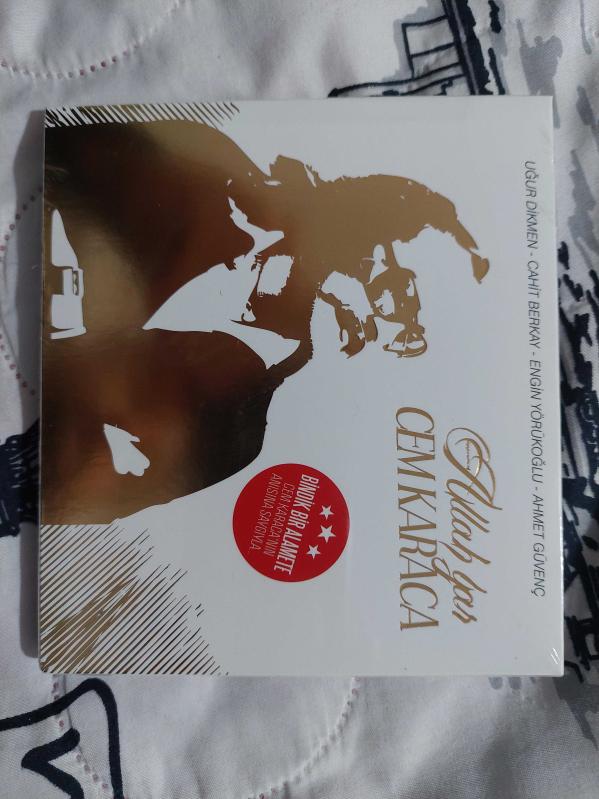 UĞUR DİKMEN - CAHİT BERKAY - ENGİN YÖRÜKOĞLU - AHMET GÜVENÇ
Allah yar
CEM KARACA
BİNDİK BİR ALAMETE
CEM KARACA'NIN
ANISINA SAYGIYLA.